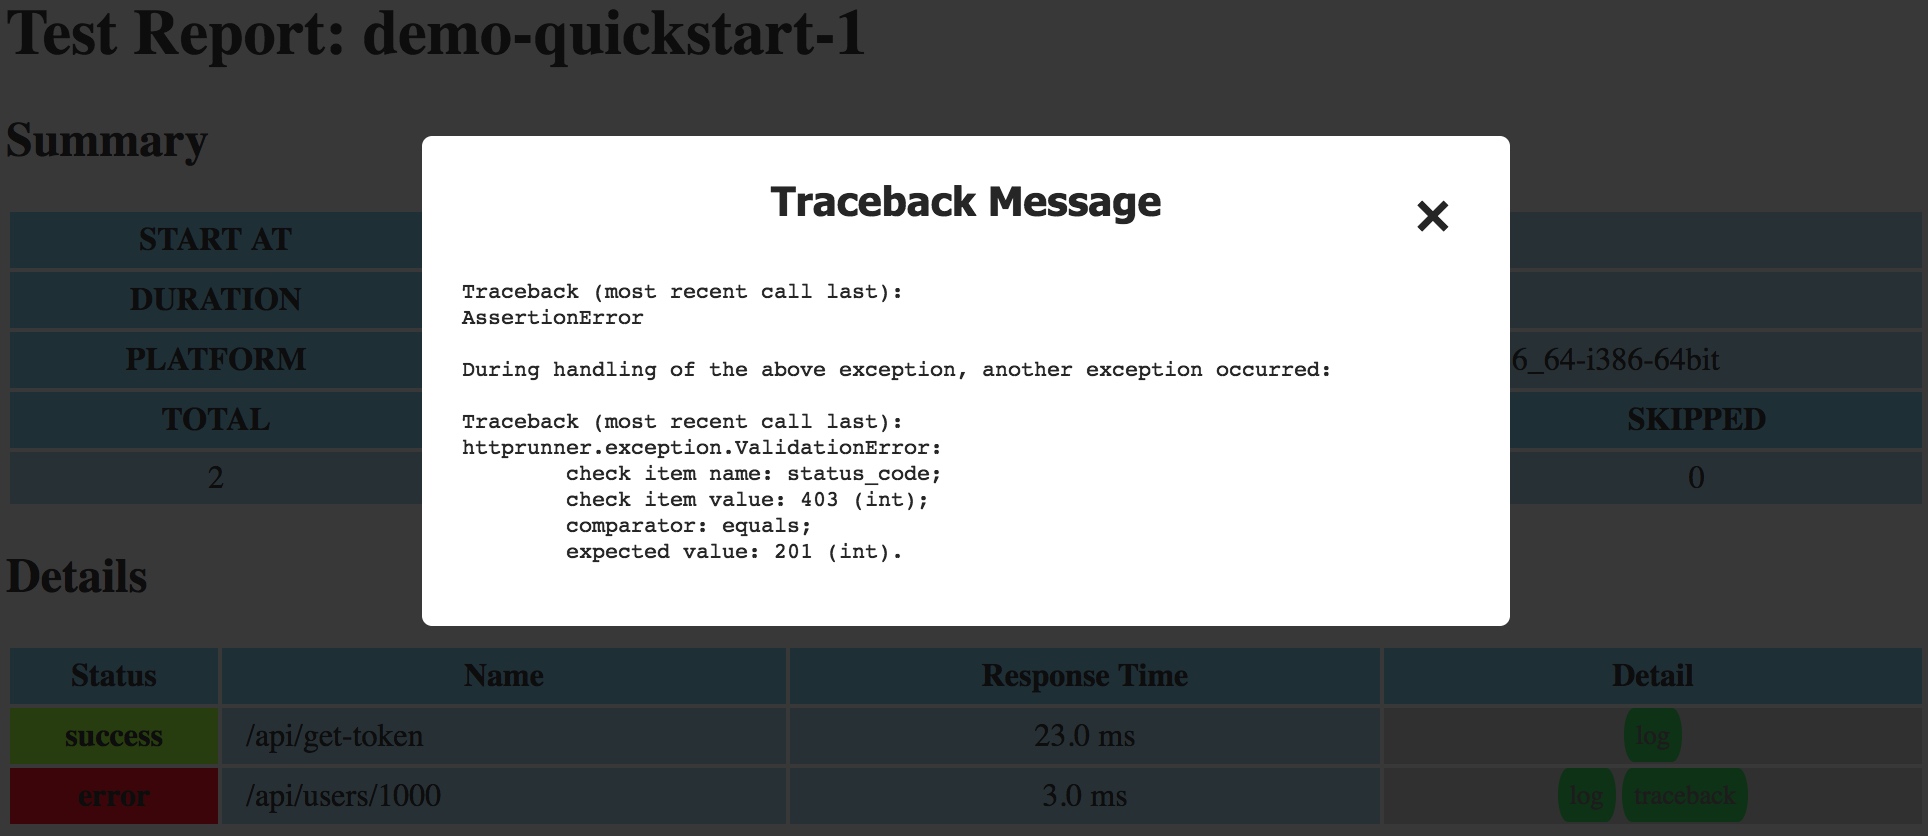 Test Report: demo-quickstart-1
Summary
Traceback Message
START AT
DURATION
PLATFORM
6_64-i386-64bit
TOTAL
SKIPPED
2
0
Traceback (most recent call last):
AssertionError
During handling of the above exception, another exception occurred:
Traceback (most recent call last):
httprunner.exception.ValidationError:
check item name: status_code;
check item value: 403 (int);
comparator: equals;
expected value: 201 (int).
Details
Status Name Response Time Detail
success /api/get-token 23.0 ms log
error /api/users/1000 3.0 ms log traceback